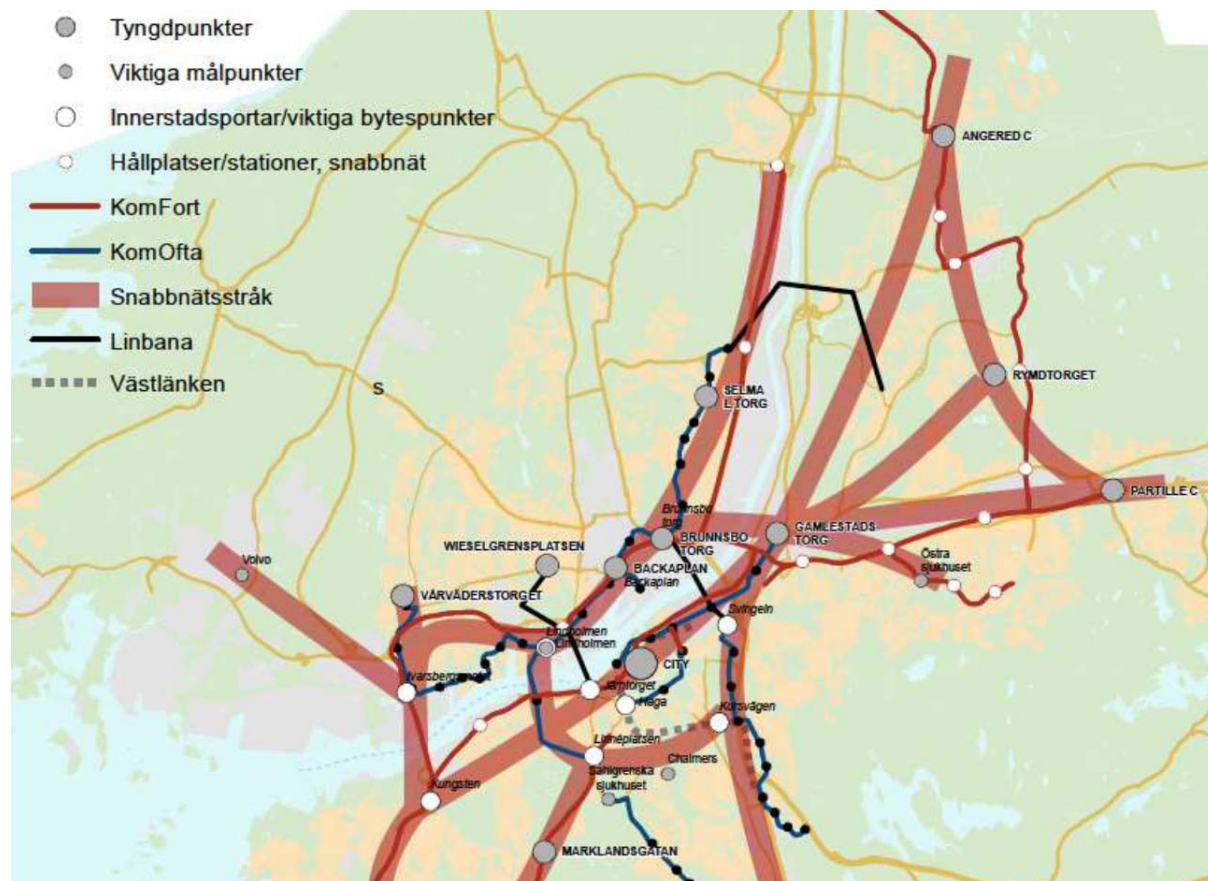 Tyngdpunkter
Viktiga målpunkter
Innerstadsportar/viktiga bytespunkter
Hållplatser/stationer, snabbnät
KomFort
KomOfta
Snabbnätsstråk
Linbana
Västlänken
ANGERED C
S
RYMDTORGET
SELMA
L TORG
PARTILLE C
Brunnsbo
torg
GAMLESTADS
TORG
BRUNNSBO
TORG
WIESELGRENSPLATSEN
Volvo
BACKAPLAN
Backaplan
Östra
sjukhuset
VÅRVÄDERSTORGET
Svingeln
Lindholmen
Lindholmen
CITY
Ivarsbergsmotet
Järntorget
Haga
Korsvägen
Linnéplatsen
Chalmers
Sahlgrenska
sjukhuset
Kungsten
MARKLANDSGATAN